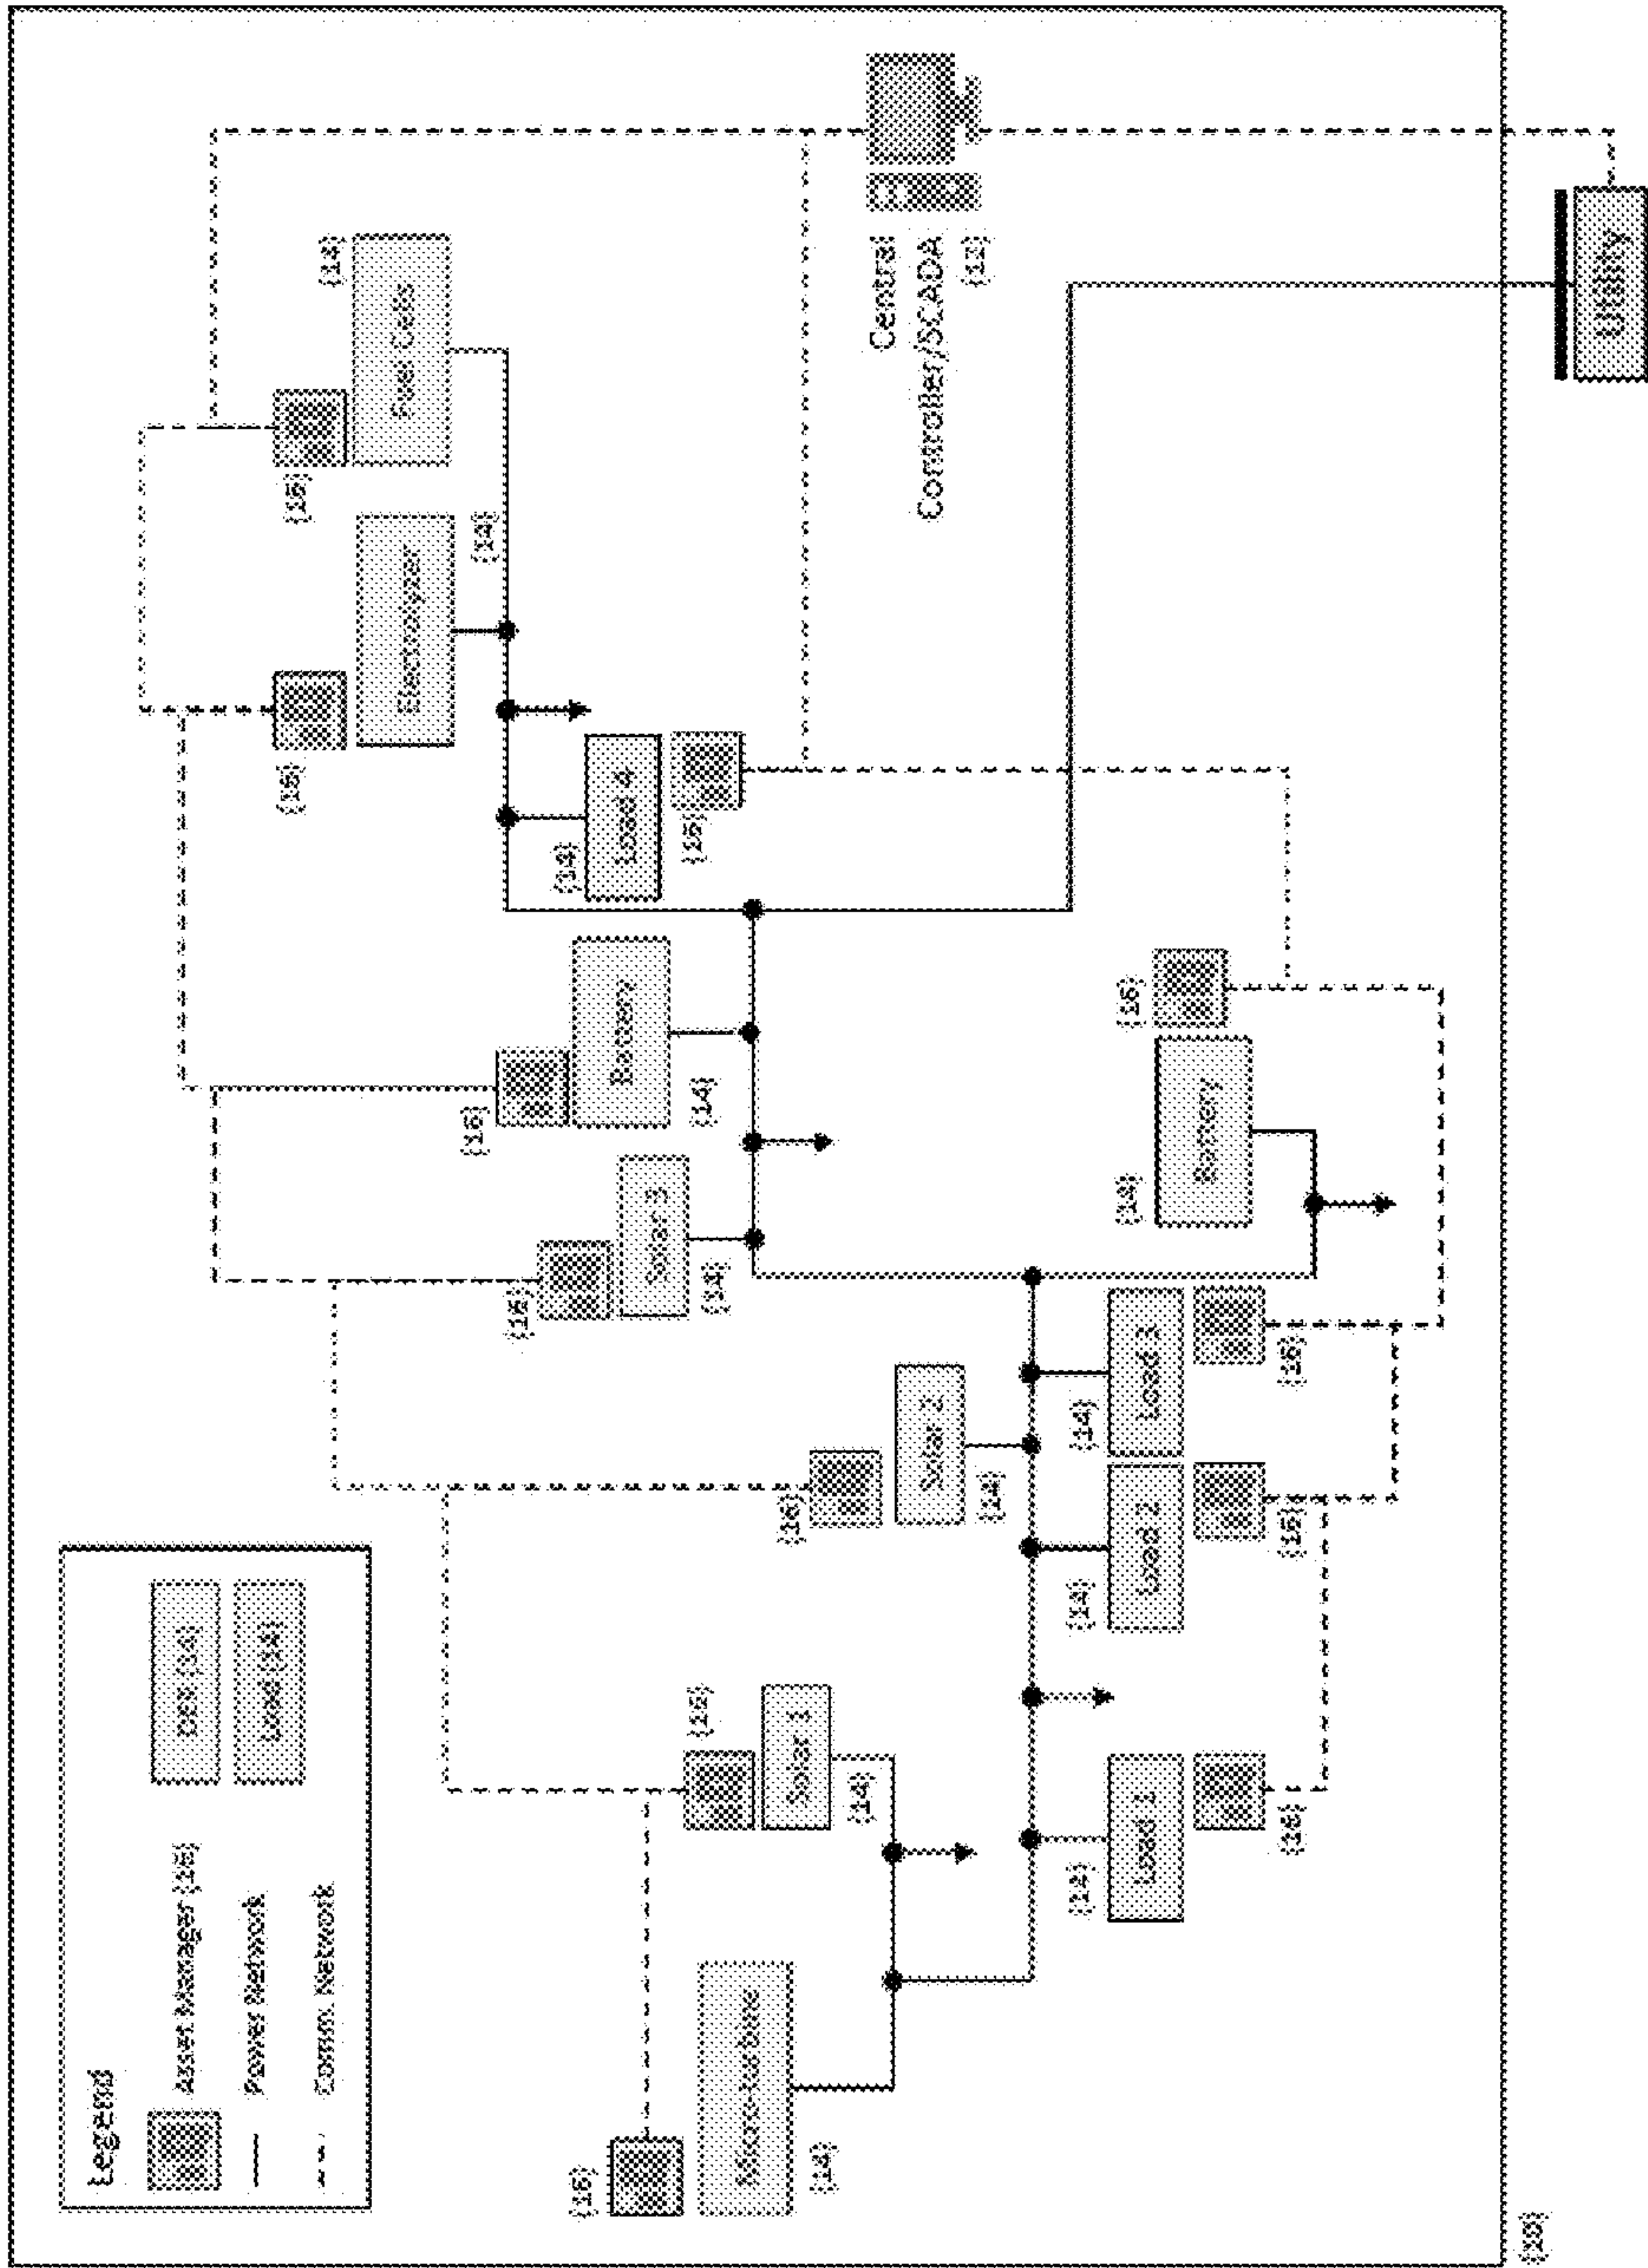 Legend
Asset Manager (16)
Power Network
Comm. Network
DER (14)
Load (14)
(16)
Micro-turbine
(14)
(16)
Solar 1
(14)
(16)
Solar 2
(14)
(16)
Solar 3
(14)
(16)
Battery
(14)
(16)
Electrolyzer
(14)
(16)
(14)
Fuel Cells
(14)
Load 4
(16)
(14)
Load 1
(16)
(14)
Load 2
(16)
(14)
Load 3
(16)
(14)
Battery
(16)
Central
Controller/SCADA
(12)
Utility